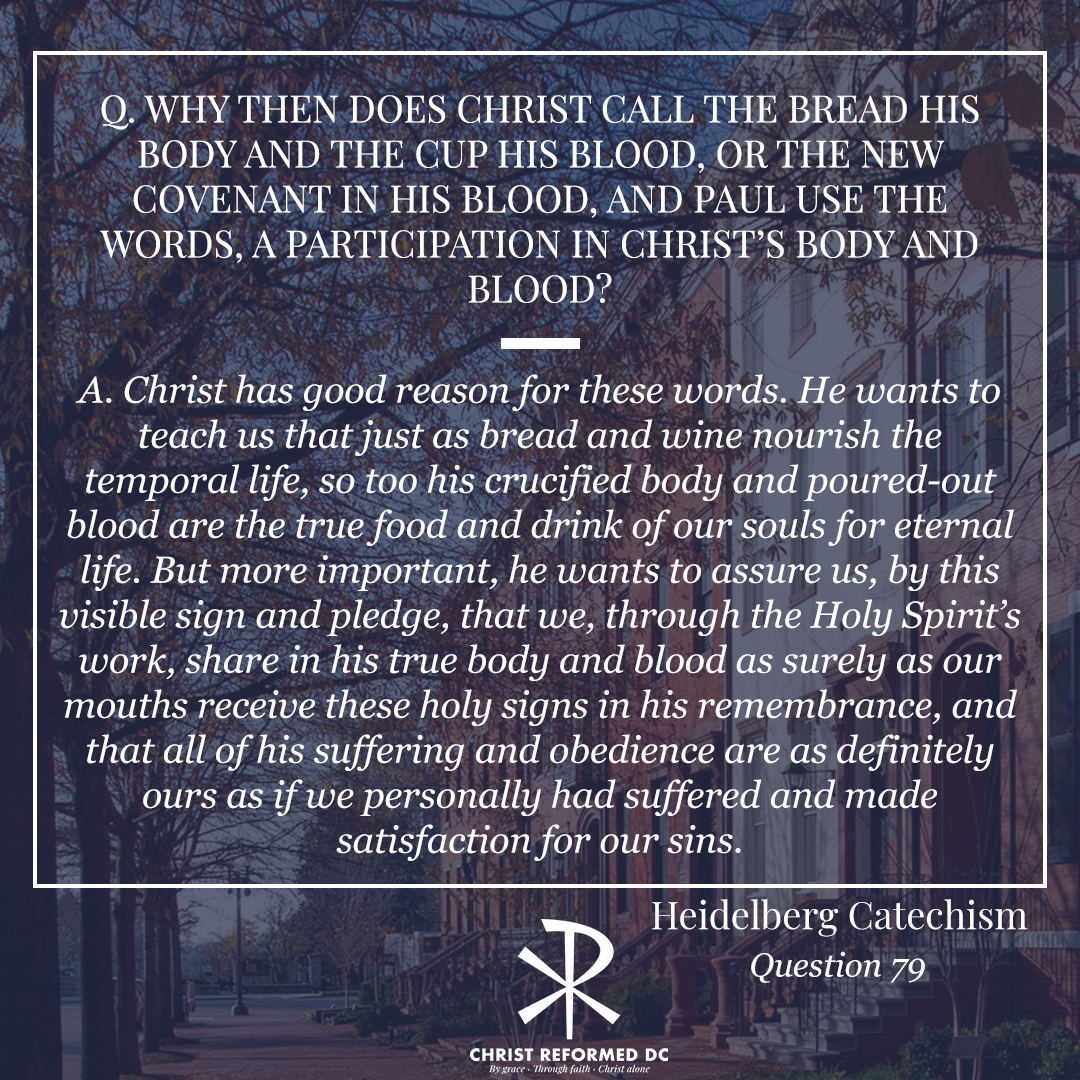 Q. WHY THEN DOES CHRIST CALL THE BREAD HIS
BODY AND THE CUP HIS BLOOD, OR THE NEW
COVENANT IN HIS BLOOD, AND PAUL USE THE
WORDS, A PARTICIPATION IN CHRIST’S BODY AND
BLOOD?
A. Christ has good reason for these words. He wants to
teach us that just as bread and wine nourish the
temporal life, so too his crucified body and poured-out
blood are the true food and drink of our souls for eternal
life. But more important, he wants to assure us, by this
visible sign and pledge, that we, through the Holy Spirit’s
work, share in his true body and blood as surely as our
mouths receive these holy signs in his remembrance, and
that all of his suffering and obedience are as definitely
ours as if we personally had suffered and made
satisfaction for our sins.
Heidelberg Catechism
Question 79
CHRIST REFORMED DC
By grace · Through faith · Christ alone